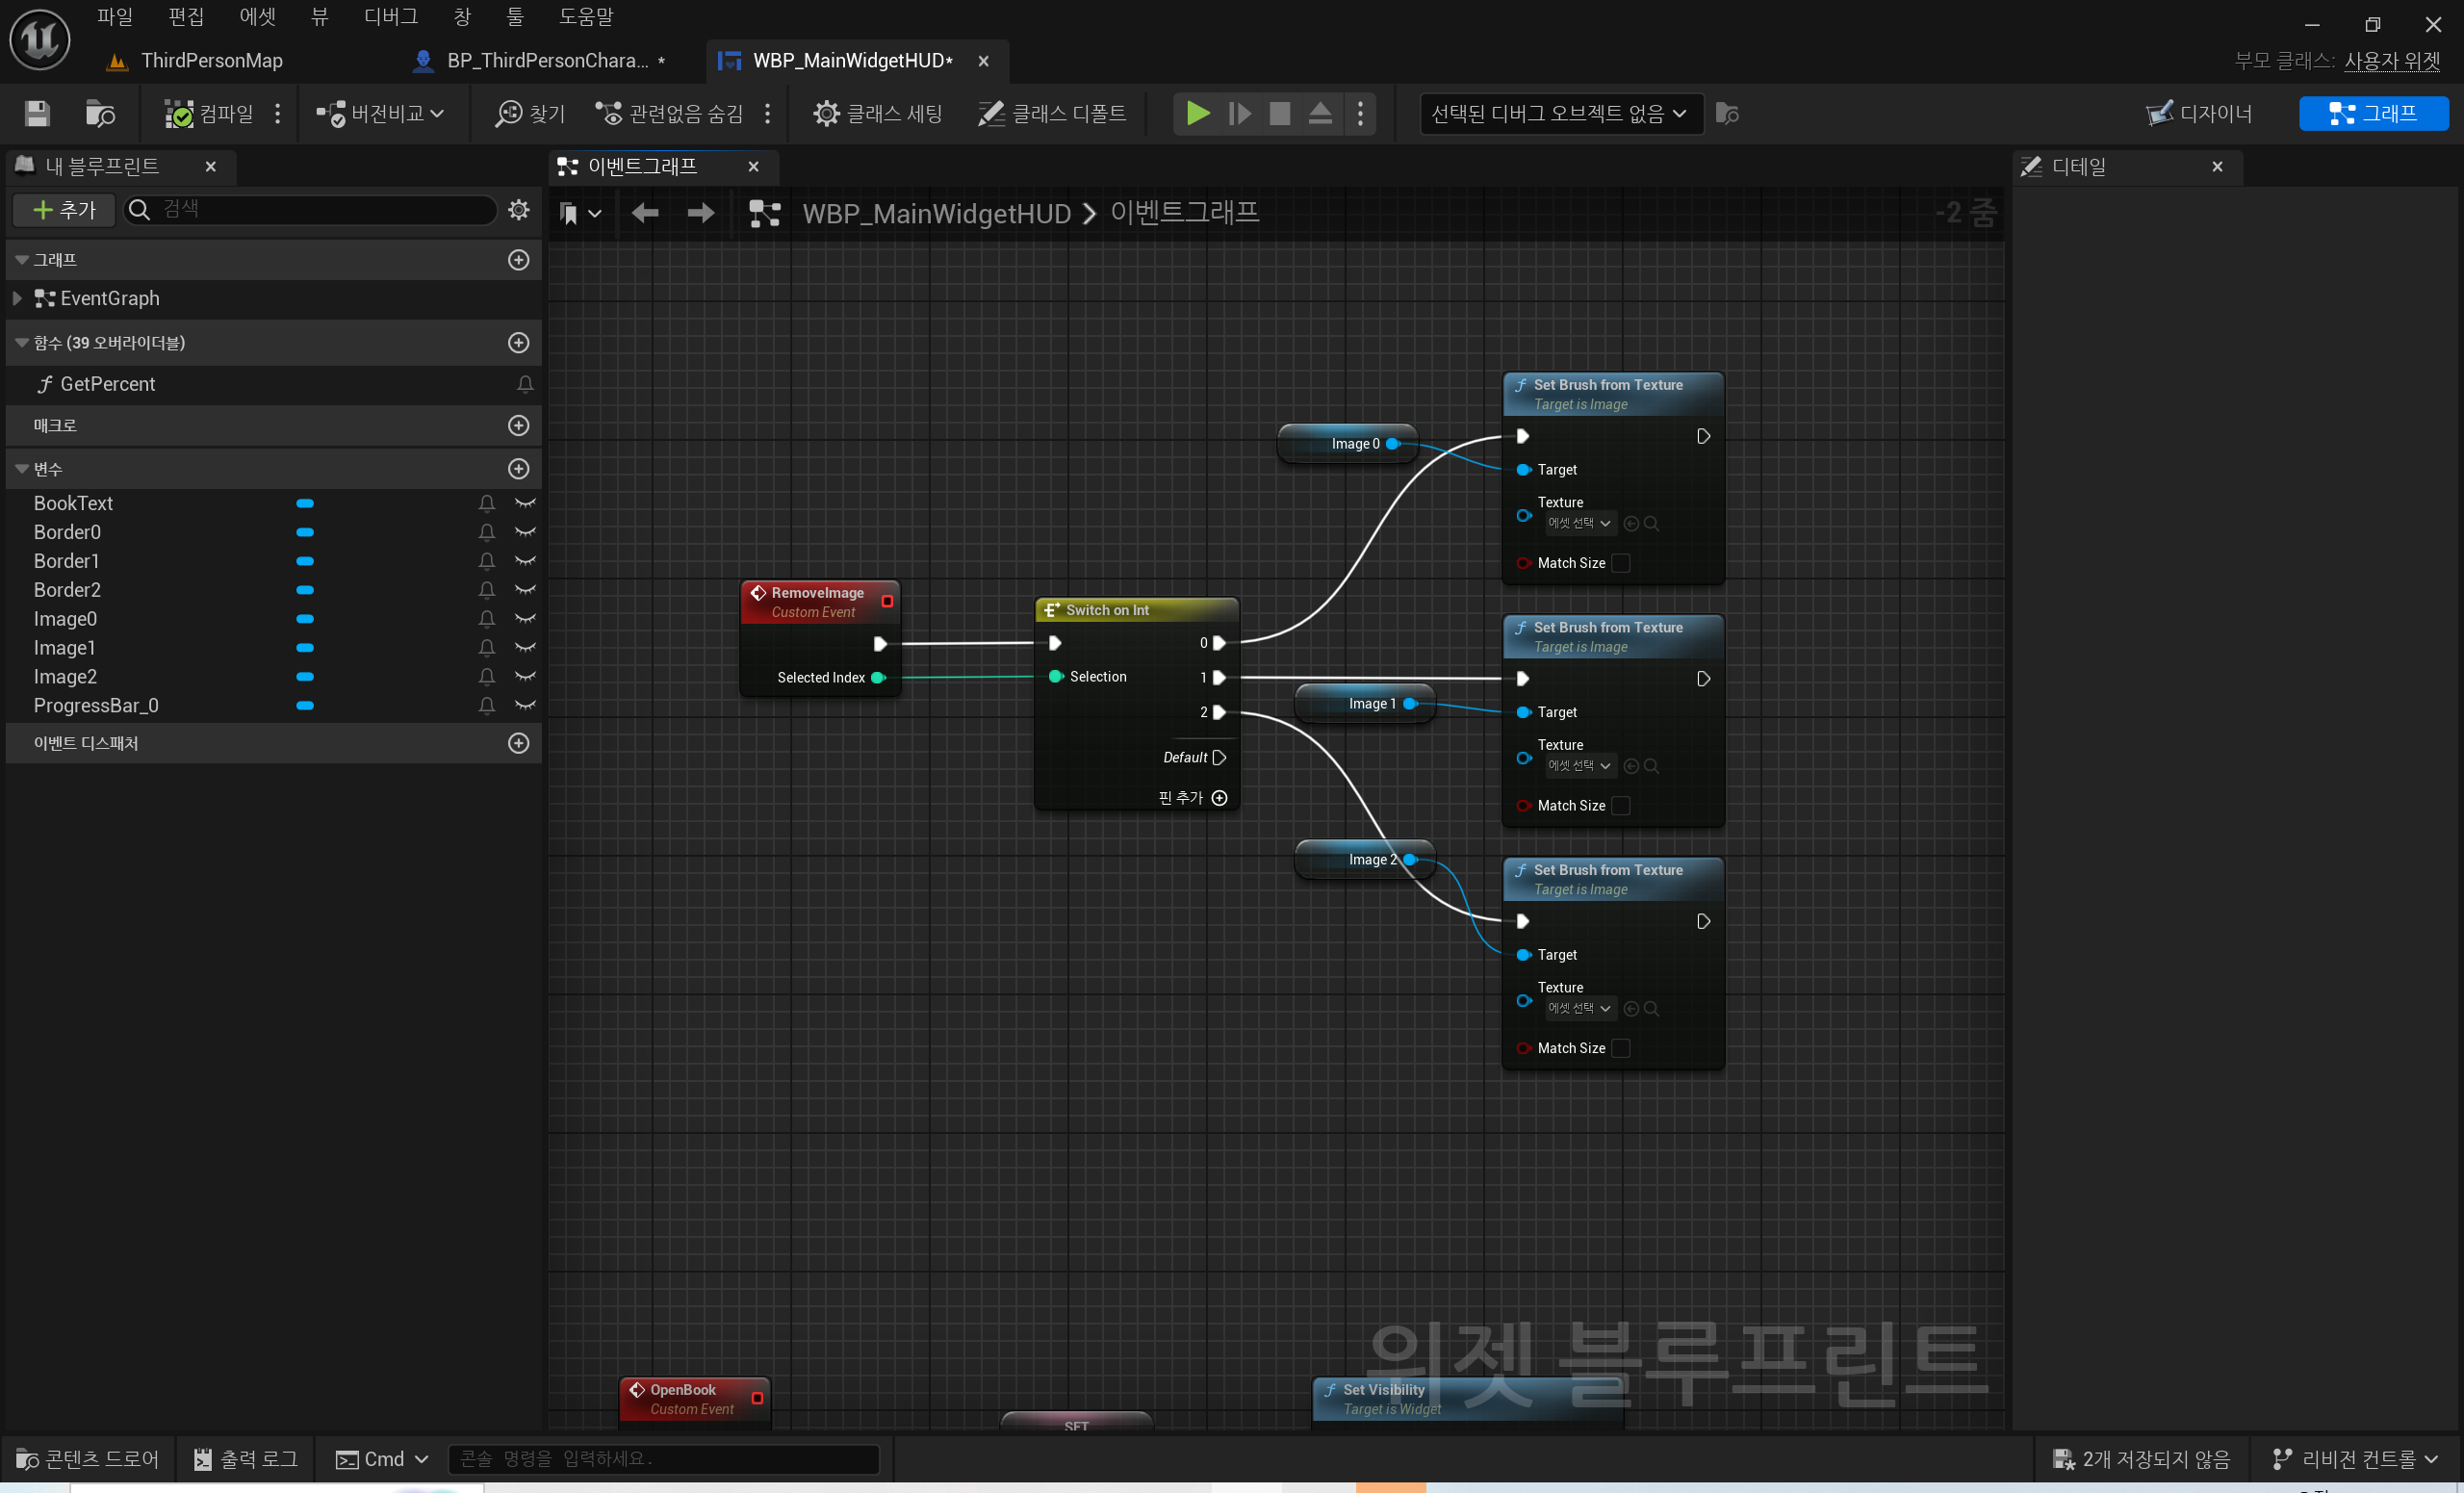 파일 편집 에셋 뷰 디버그 창 툴 도움말
ThirdPersonMap
BP_ThirdPersonChara... *
WBP_MainWidgetHUD*
부모 클래스: 사용자 위젯
컴파일
버전비교
찾기
관련없음 숨김
클래스 세팅
클래스 디폴트
선택된 디버그 오브젝트 없음
디자이너
그래프
내 블루프린트
이벤트그래프
디테일
추가
검색
WBP_MainWidgetHUD > 이벤트그래프
-2 줌
그래프
EventGraph
함수 (39 오버라이더블)
GetPercent
매크로
변수
BookText
Border0
Border1
Border2
Image0
Image1
Image2
ProgressBar_0
이벤트 디스패처
RemoveImage
Custom Event
Selected Index
Switch on Int
Selection
0
1
2
Default
핀 추가
Image 0
Image 1
Image 2
Set Brush from Texture
Target is Image
Target
Texture
에셋 선택
Match Size
Set Brush from Texture
Target is Image
Target
Texture
에셋 선택
Match Size
Set Brush from Texture
Target is Image
Target
Texture
에셋 선택
Match Size
위젯 블루프린트
OpenBook
Custom Event
SET
Set Visibility
Target is Widget
콘텐츠 드로어
출력 로그
Cmd
콘솔 명령을 입력하세요.
2개 저장되지 않음
리비전 컨트롤